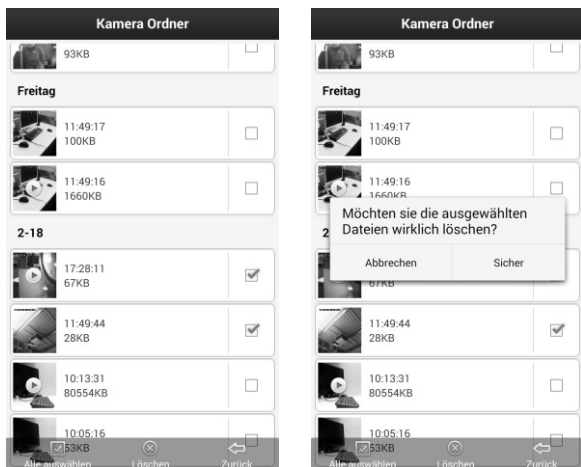 Kamera Ordner
93KB
Freitag
11:49:17
100KB
11:49:16
1660KB
2-18
17:28:11
67KB
11:49:44
28KB
10:13:31
80554KB
10:05:16
53KB
Alle auswählen
Löschen
Zurück
Kamera Ordner
93KB
Freitag
11:49:17
100KB
11:49:16
1660KB
Möchten sie die ausgewählten
Dateien wirklich löschen?
2
Abbrechen
Sicher
67KB
11:49:44
28KB
10:13:31
80554KB
10:05:16
53KB
Alle auswählen
Löschen
Zurück